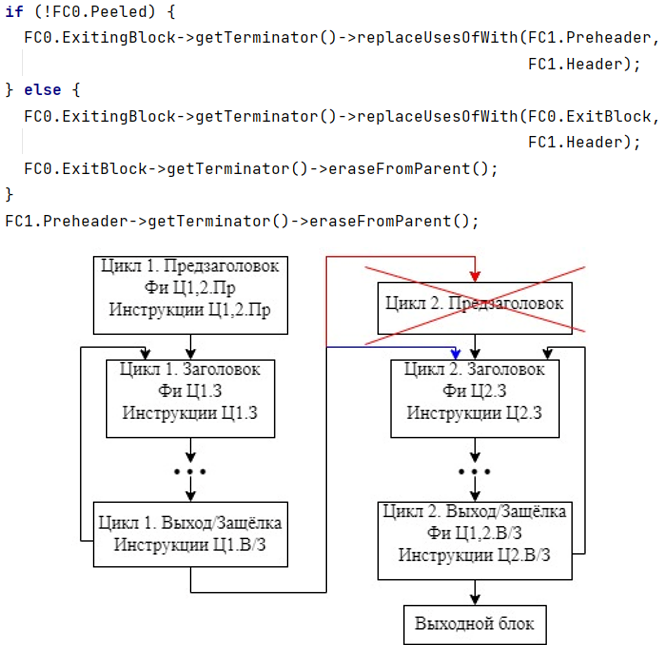 if (!FC0.Peeled) {
FC0.ExitingBlock->getTerminator()->replaceUsesOfWith(FC1.Preheader,
FC1.Header);
} else {
FC0.ExitingBlock->getTerminator()->replaceUsesOfWith(FC0.ExitBlock,
FC1.Header);
FC0.ExitBlock->getTerminator()->eraseFromParent();
}
FC1.Preheader->getTerminator()->eraseFromParent();
Цикл 1. Предзаголовок
Фи Ц1,2.Пр
Инструкции Ц1,2.Пр
Цикл 1. Заголовок
Фи Ц1.З
Инструкции Ц1.З
Цикл 1. Выход/Защёлка
Инструкции Ц1.В/З
Цикл 2. Предзаголовок
Цикл 2. Заголовок
Фи Ц2.З
Инструкции Ц2.З
Цикл 2. Выход/Защёлка
Фи Ц1,2.В/З
Инструкции Ц2.В/З
Выходной блок